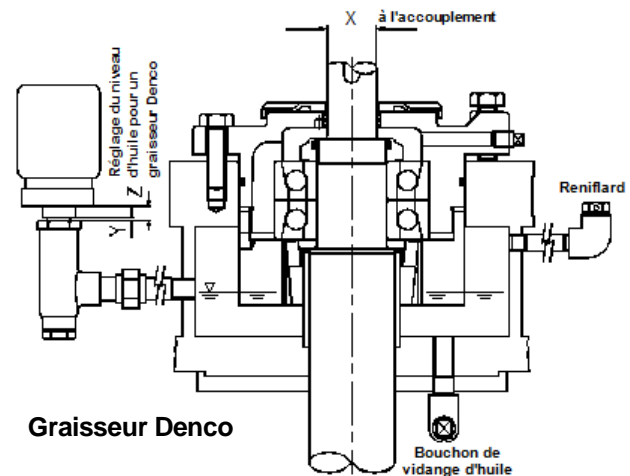 X
à l'accouplement
Réglage du niveau
d'huile pour un
graisseur Denco
Z
Y
Reniflard
Graisseur Denco
Bouchon de
vidange d'huile